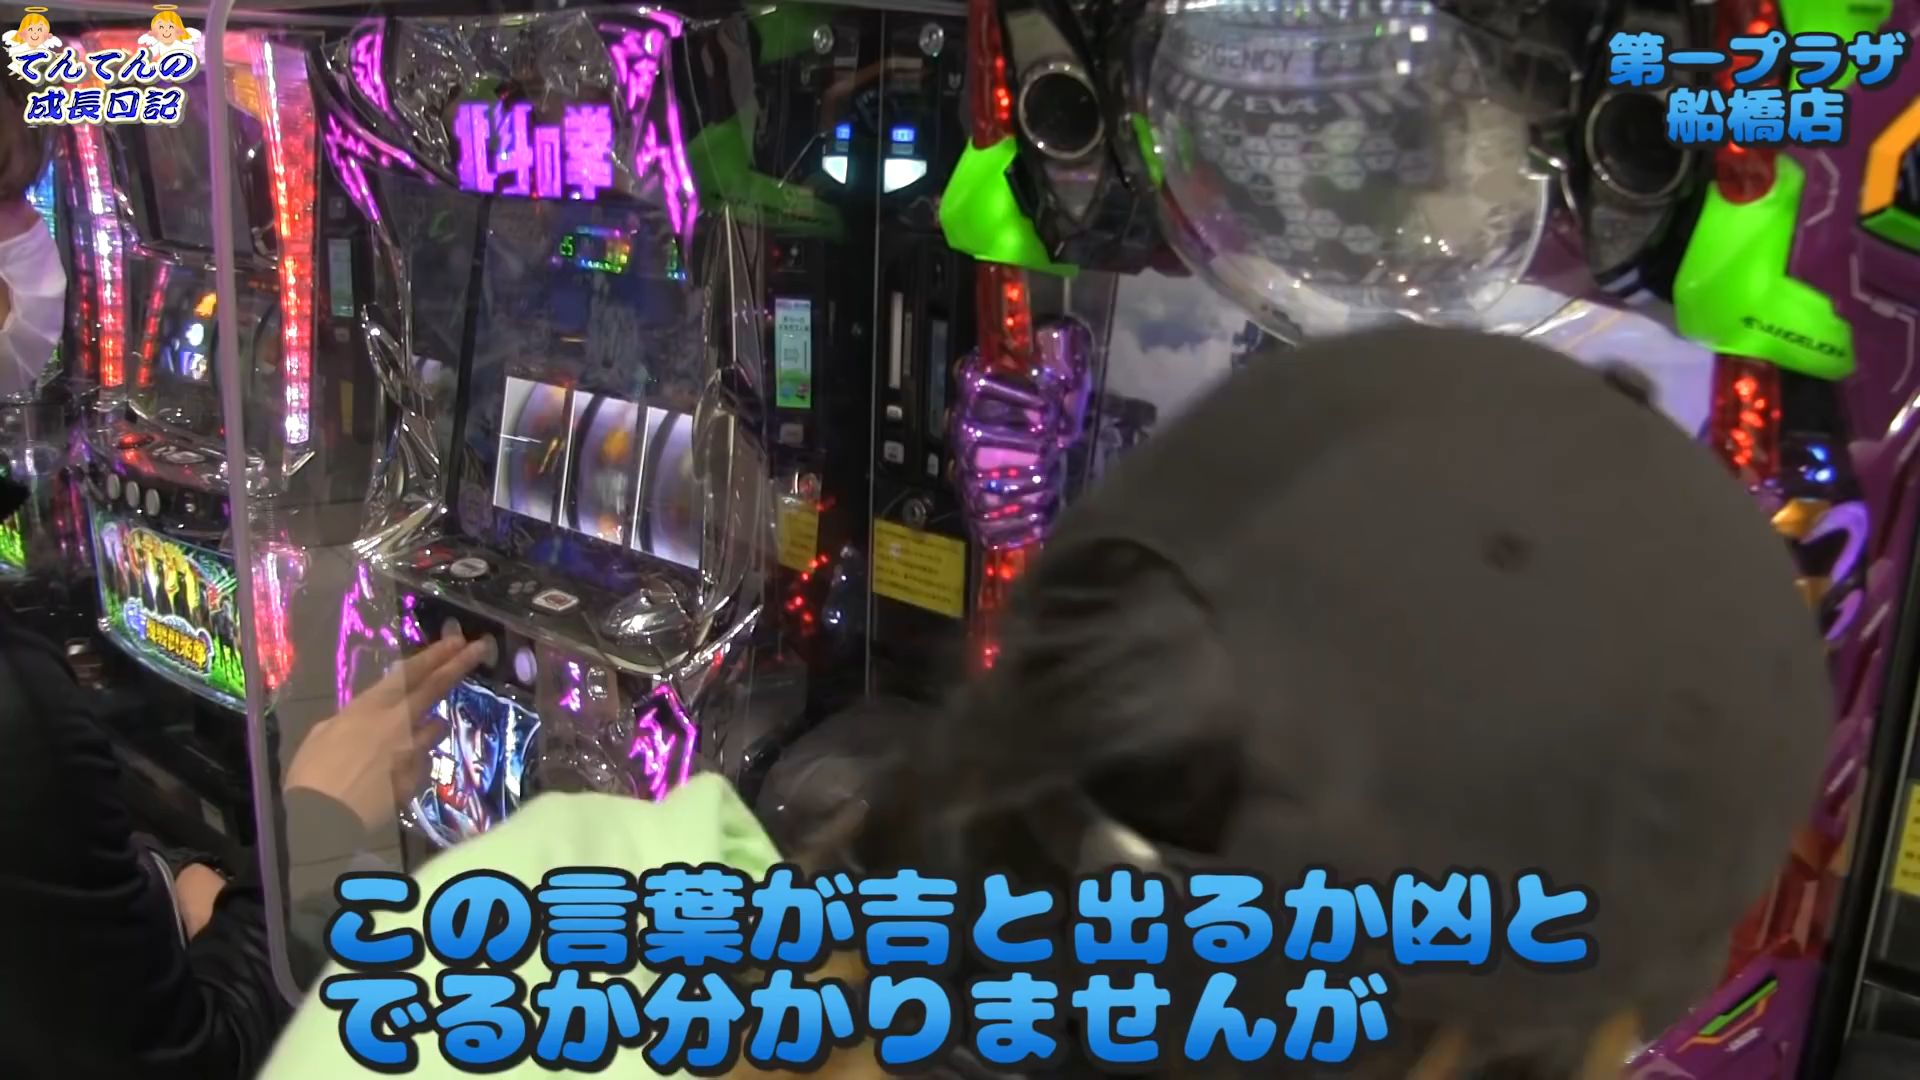 てんてんの
成長日記
第一プラザ
船橋店
北斗の拳
EVA
EVANGELION
この言葉が吉と出るか凶と
でるか分かりませんが